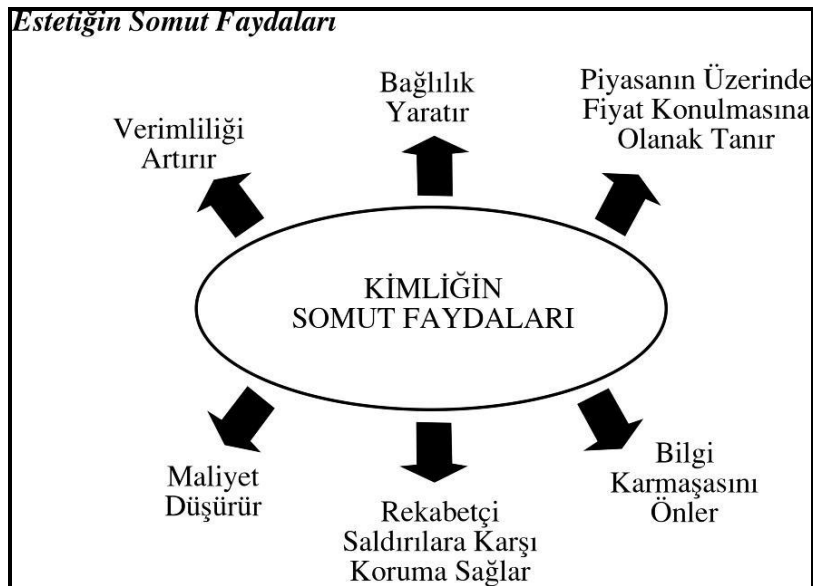 Estetiğin Somut Faydaları
Bağlılık
Yaratır
Piyasanın Üzerinde
Fiyat Konulmasına
Olanak Tanır
Verimliliği
Artırır
KİMLİĞİN
SOMUT FAYDALARI
Maliyet
Düşürür
Rekabetçi
Saldırılara Karşı
Koruma Sağlar
Bilgi
Karmaşasını
Önler